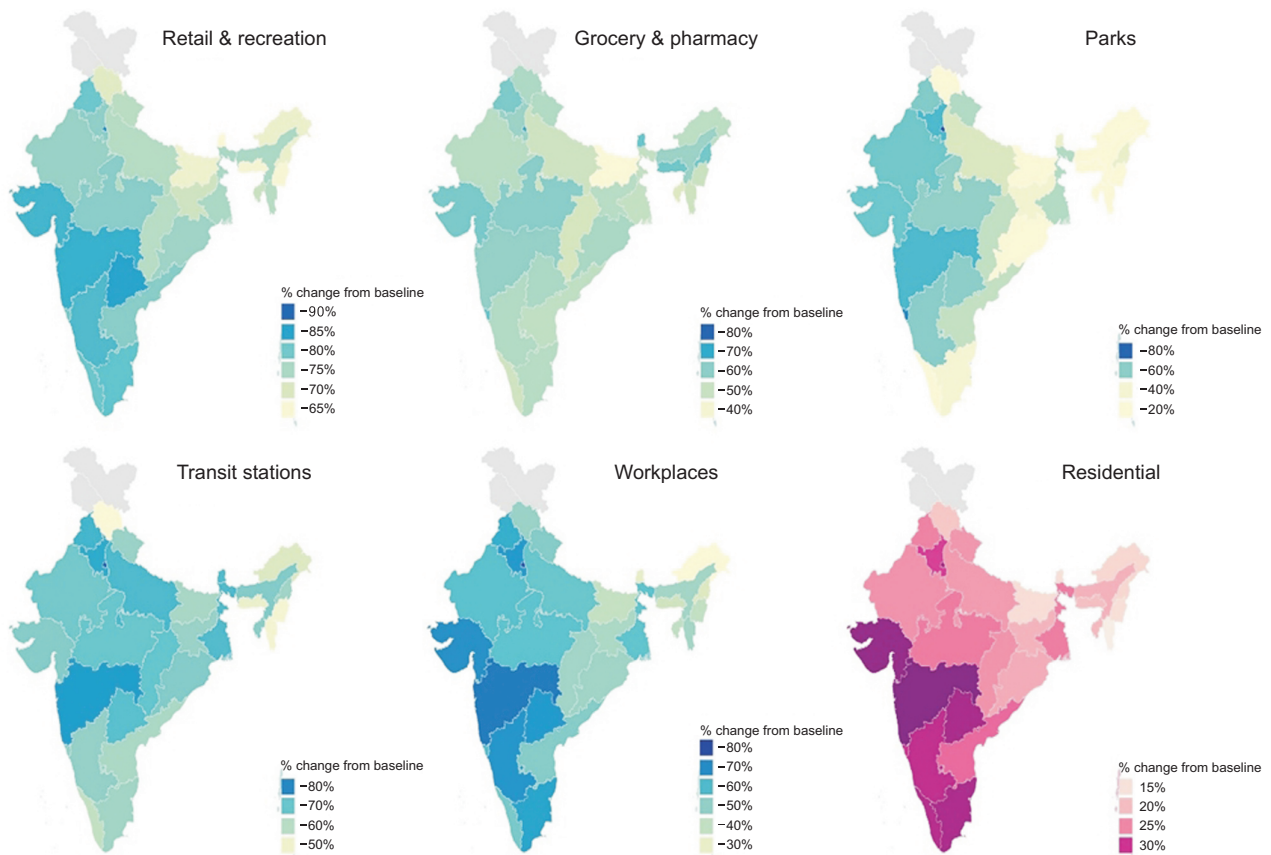 Retail & recreation
% change from baseline
−90%
−85%
−80%
−75%
−70%
−65%
Grocery & pharmacy
% change from baseline
−80%
−70%
−60%
−50%
−40%
Parks
% change from baseline
−80%
−60%
−40%
−20%
Transit stations
% change from baseline
−80%
−70%
−60%
−50%
Workplaces
% change from baseline
−80%
−70%
−60%
−50%
−40%
−30%
Residential
% change from baseline
15%
20%
25%
30%